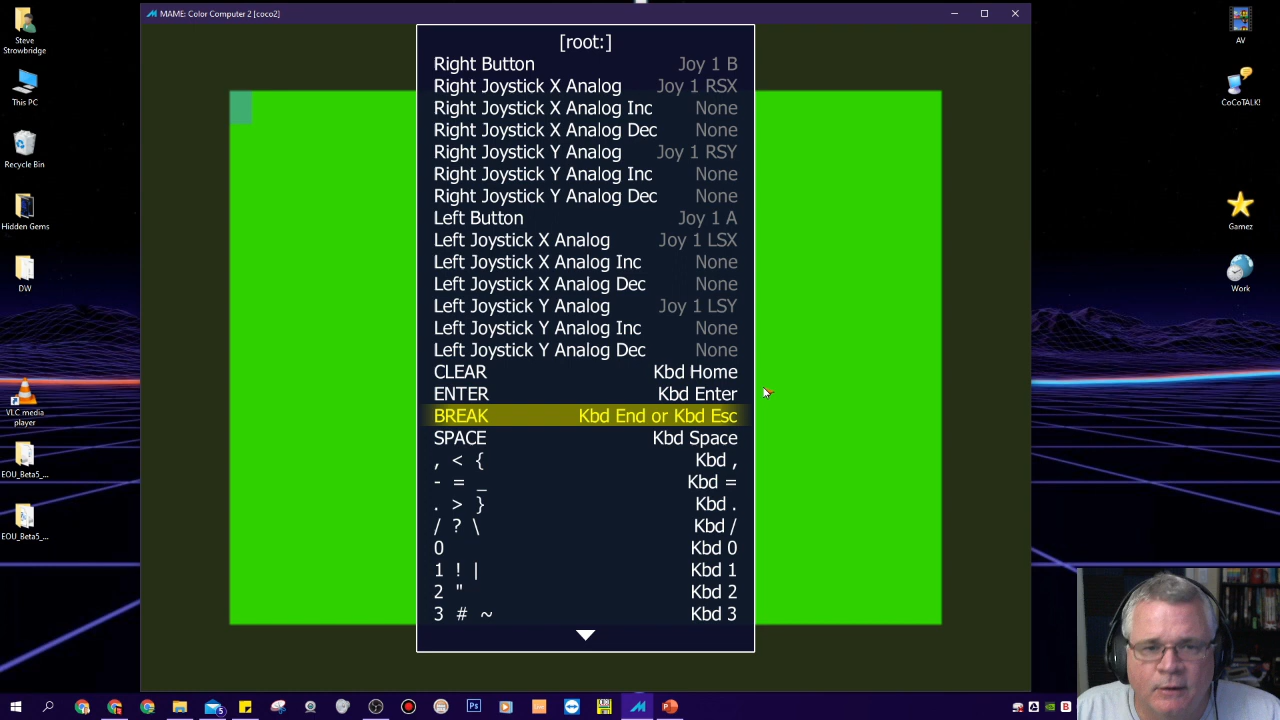 MAME: Color Computer 2 [coco2]
Steve Strowbridge
This PC
Recycle Bin
Hidden Gems
DW
VLC media player
EOU_Beta5_...
EOU_Beta5_...
[root:]
Right Button Joy 1 B
Right Joystick X Analog Joy 1 RSX
Right Joystick X Analog Inc None
Right Joystick X Analog Dec None
Right Joystick Y Analog Joy 1 RSY
Right Joystick Y Analog Inc None
Right Joystick Y Analog Dec None
Left Button Joy 1 A
Left Joystick X Analog Joy 1 LSX
Left Joystick X Analog Inc None
Left Joystick X Analog Dec None
Left Joystick Y Analog Joy 1 LSY
Left Joystick Y Analog Inc None
Left Joystick Y Analog Dec None
CLEAR Kbd Home
ENTER Kbd Enter
BREAK Kbd End or Kbd Esc
SPACE Kbd Space
, < { Kbd ,
- = _ Kbd =
. > } Kbd .
/ ? \ Kbd /
0 Kbd 0
1 ! | Kbd 1
2 " Kbd 2
3 # ~ Kbd 3
AV
CoCoTALK!
Gamez
Work